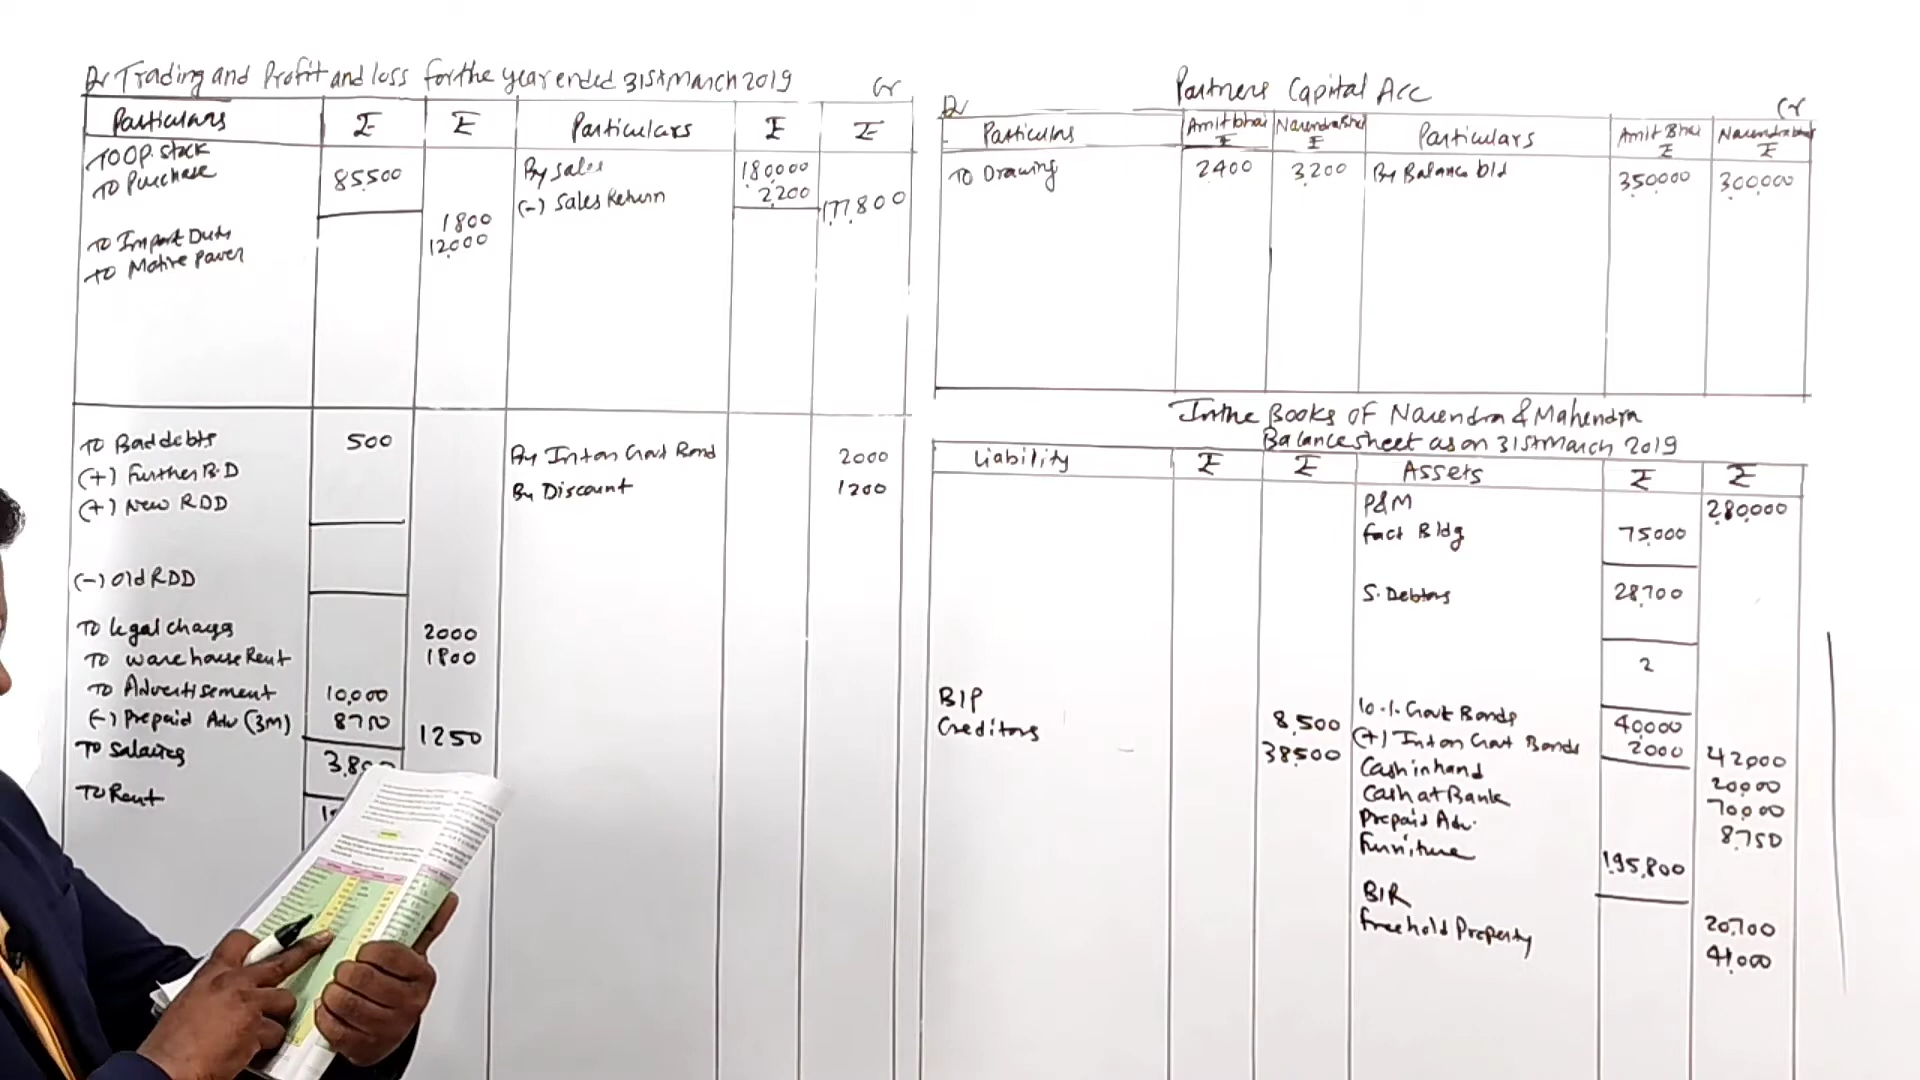 Dr Trading and Profit and loss for the year ended 31st March 2019 Cr
Particulars ₹ ₹ Particulars ₹ ₹
To OP. stock
To Purchase 85500
To Import Duty 1800
To Motive Power 12000
By Sales 180000
(-) Sales Return 2,200 177800
To Bad debts 500
(+) Further B.D
(+) New RDD
(-) Old RDD
To legal charges 2000
To ware house Rent 1800
To Advertisement 10,000
(-) Prepaid Adv (3M) 8750 1250
To Salaries
To Rent
By Int on Govt Bond 2000
By Discount 1200
Partners Capital Acc
Dr Cr
Particulars Amit bhai ₹ Narendra Bhai ₹ Particulars Amit Bhai ₹ Narendra bhai ₹
To Drawing 2400 3200 By Balance b/d 350000 300,000
In the Books of Narendra & Mahendra
Balance sheet as on 31st March 2019
Liability ₹ ₹ Assets ₹ ₹
B/P 8,500
Creditors 38500
P&M 280000
Fact Bldg 75000
S. Debtors 28700
2
10.1. Govt Bonds 40000
(+) Int on Govt Bonds 2000 42000
Cash in hand 20000
Cash at Bank 70000
Prepaid Adv. 8750
Furniture 195,800
B/R 20,700
Freehold Property 41000